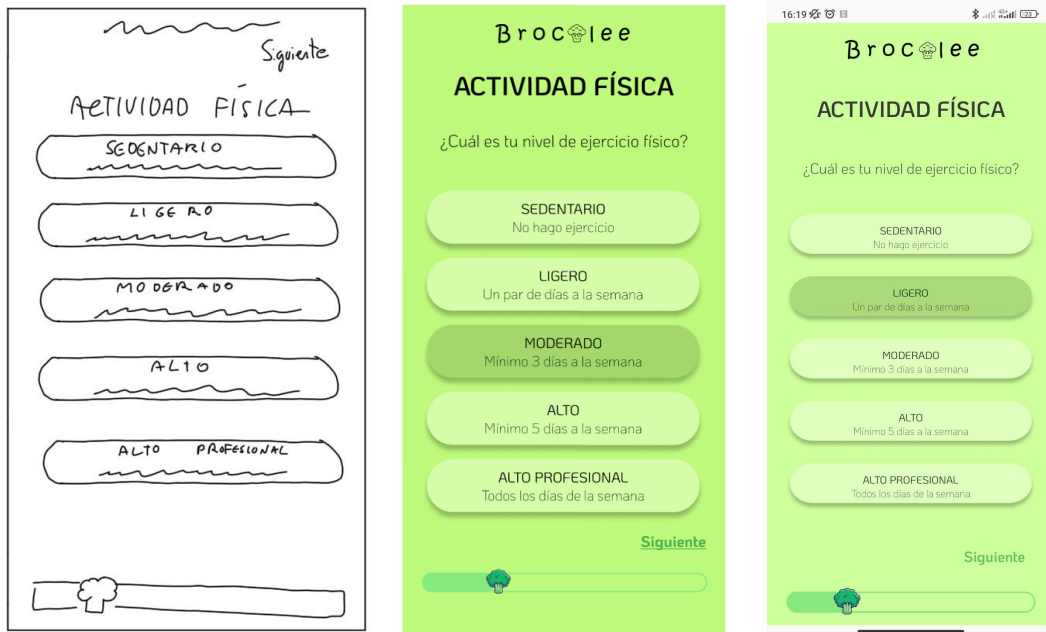 Siguiente
ACTIVIDAD FÍSICA
SEDENTARIO
LIGERO
MODERADO
ALTO
ALTO PROFESIONAL
Brocolee
ACTIVIDAD FÍSICA
¿Cuál es tu nivel de ejercicio físico?
SEDENTARIO
No hago ejercicio
LIGERO
Un par de días a la semana
MODERADO
Mínimo 3 días a la semana
ALTO
Mínimo 5 días a la semana
ALTO PROFESIONAL
Todos los días de la semana
Siguiente
16:19
4G+
23
Brocolee
ACTIVIDAD FÍSICA
¿Cuál es tu nivel de ejercicio físico?
SEDENTARIO
No hago ejercicio
LIGERO
Un par de días a la semana
MODERADO
Mínimo 3 días a la semana
ALTO
Mínimo 5 días a la semana
ALTO PROFESIONAL
Todos los días de la semana
Siguiente